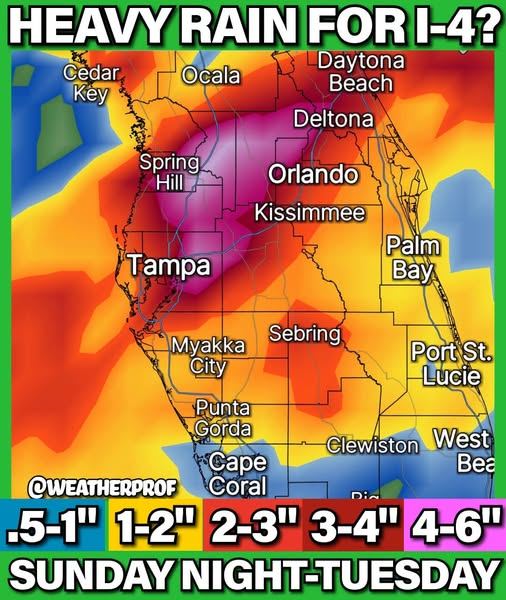 HEAVY RAIN FOR I-4?
Cedar
Key
Ocala
Daytona
Beach
Deltona
Spring
Hill
Orlando
Kissimmee
Tampa
Palm
Bay
Sebring
Myakka
City
Port St.
Lucie
Punta
Gorda
Clewiston
West
Bea
Cape
Coral
Big
@WEATHERPROF
.5-1" 1-2" 2-3" 3-4" 4-6"
SUNDAY NIGHT-TUESDAY